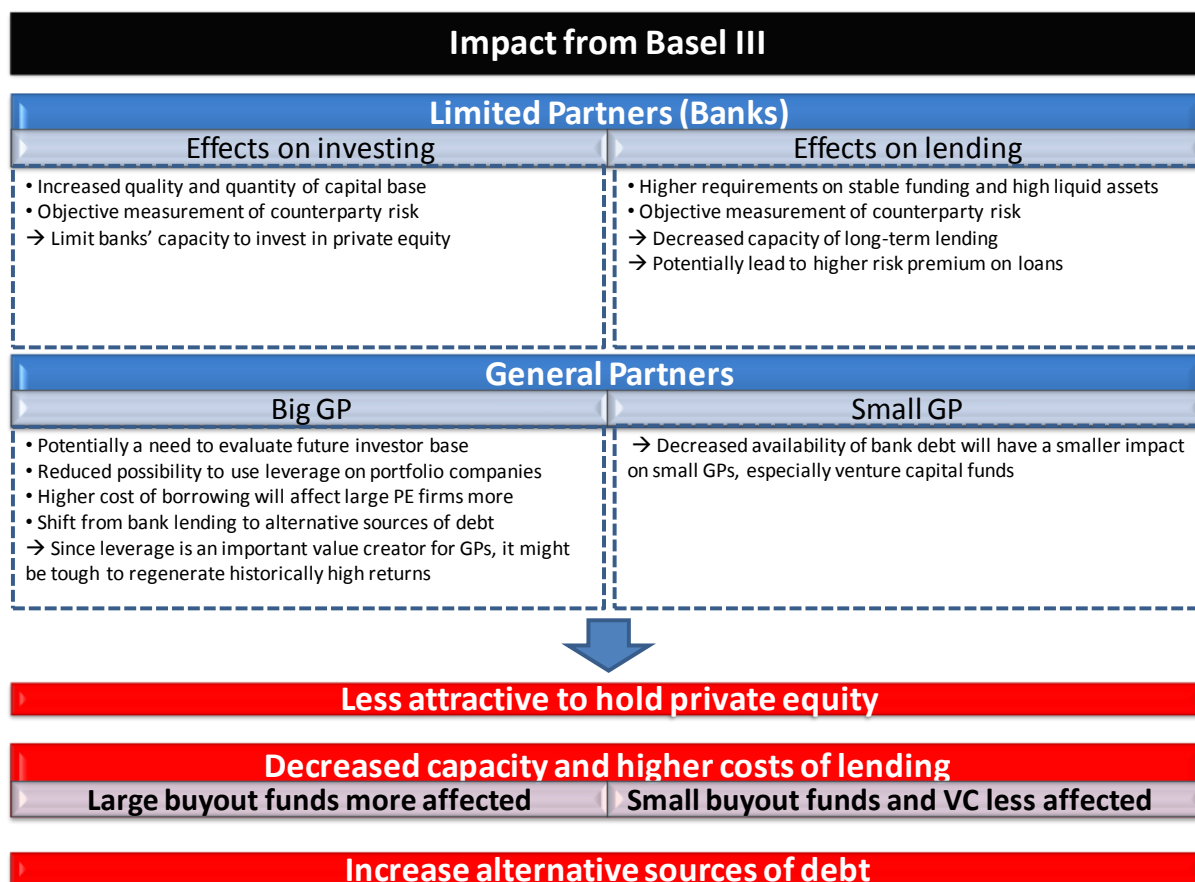 Impact from Basel III
Limited Partners (Banks)
Effects on investing
• Increased quality and quantity of capital base
• Objective measurement of counterparty risk
→ Limit banks' capacity to invest in private equity
Effects on lending
• Higher requirements on stable funding and high liquid assets
• Objective measurement of counterparty risk
→ Decreased capacity of long-term lending
→ Potentially lead to higher risk premium on loans
General Partners
Big GP
• Potentially a need to evaluate future investor base
• Reduced possibility to use leverage on portfolio companies
• Higher cost of borrowing will affect large PE firms more
• Shift from bank lending to alternative sources of debt
→ Since leverage is an important value creator for GPs, it might
be tough to regenerate historically high returns
Small GP
→ Decreased availability of bank debt will have a smaller impact
on small GPs, especially venture capital funds
Less attractive to hold private equity
Decreased capacity and higher costs of lending
Large buyout funds more affected
Small buyout funds and VC less affected
Increase alternative sources of debt